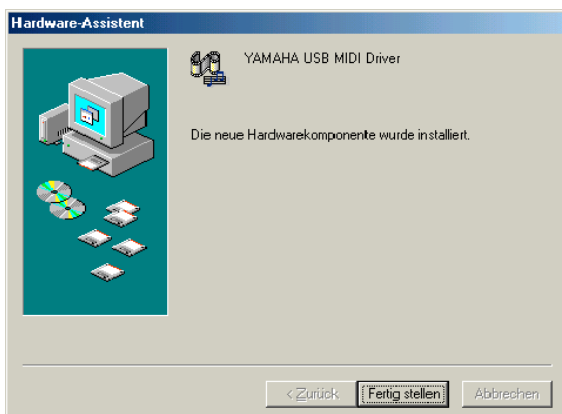 Hardware-Assistent
YAMAHA USB MIDI Driver
Die neue Hardwarekomponente wurde installiert.
< Zurück
Fertig stellen
Abbrechen